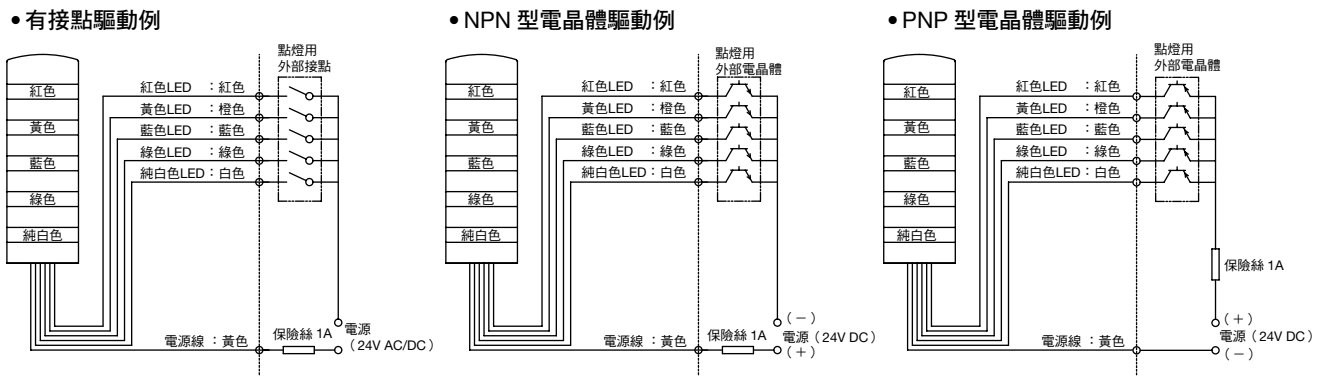 • 有接點驅動例
點燈用
外部接點
紅色
黃色
藍色
綠色
純白色
紅色LED ：紅色
黃色LED ：橙色
藍色LED ：藍色
綠色LED ：綠色
純白色LED：白色
電源線 ：黃色
保險絲 1A
電源
（24V AC/DC）
• NPN 型電晶體驅動例
點燈用
外部電晶體
紅色
黃色
藍色
綠色
純白色
紅色LED ：紅色
黃色LED ：橙色
藍色LED ：藍色
綠色LED ：綠色
純白色LED：白色
電源線 ：黃色
保險絲 1A
（－）
電源（24V DC）
（＋）
• PNP 型電晶體驅動例
點燈用
外部電晶體
紅色
黃色
藍色
綠色
純白色
紅色LED ：紅色
黃色LED ：橙色
藍色LED ：藍色
綠色LED ：綠色
純白色LED：白色
保險絲 1A
電源線 ：黃色
（＋）
電源（24V DC）
（－）